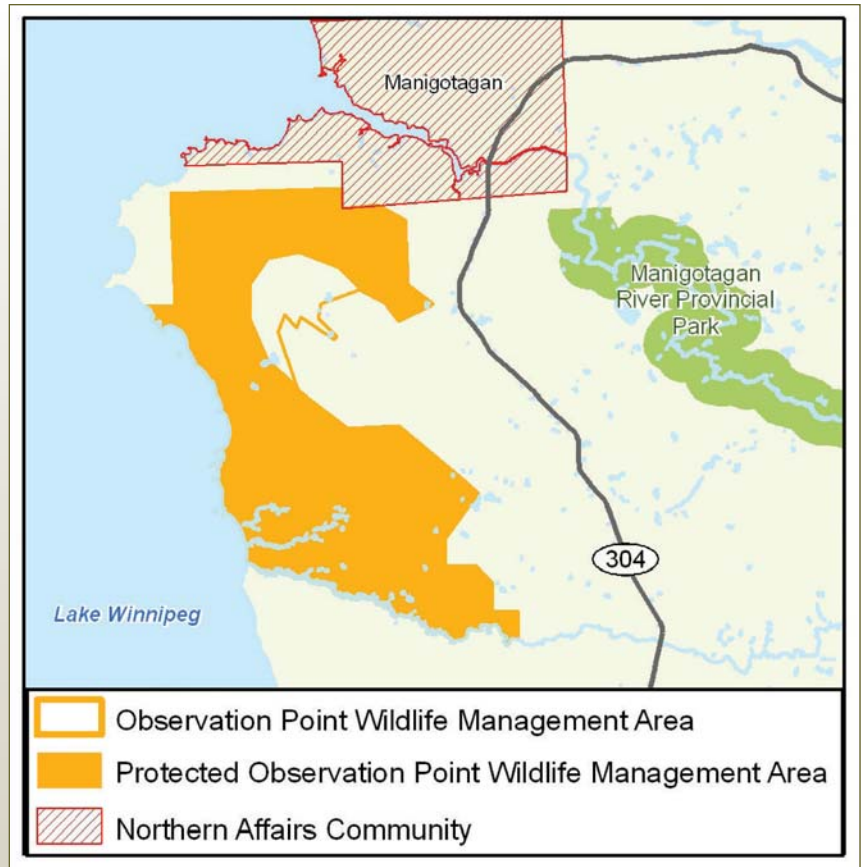 Manigotagan
Manigotagan
River Provincial
Park
304
Lake Winnipeg
Observation Point Wildlife Management Area
Protected Observation Point Wildlife Management Area
Northern Affairs Community